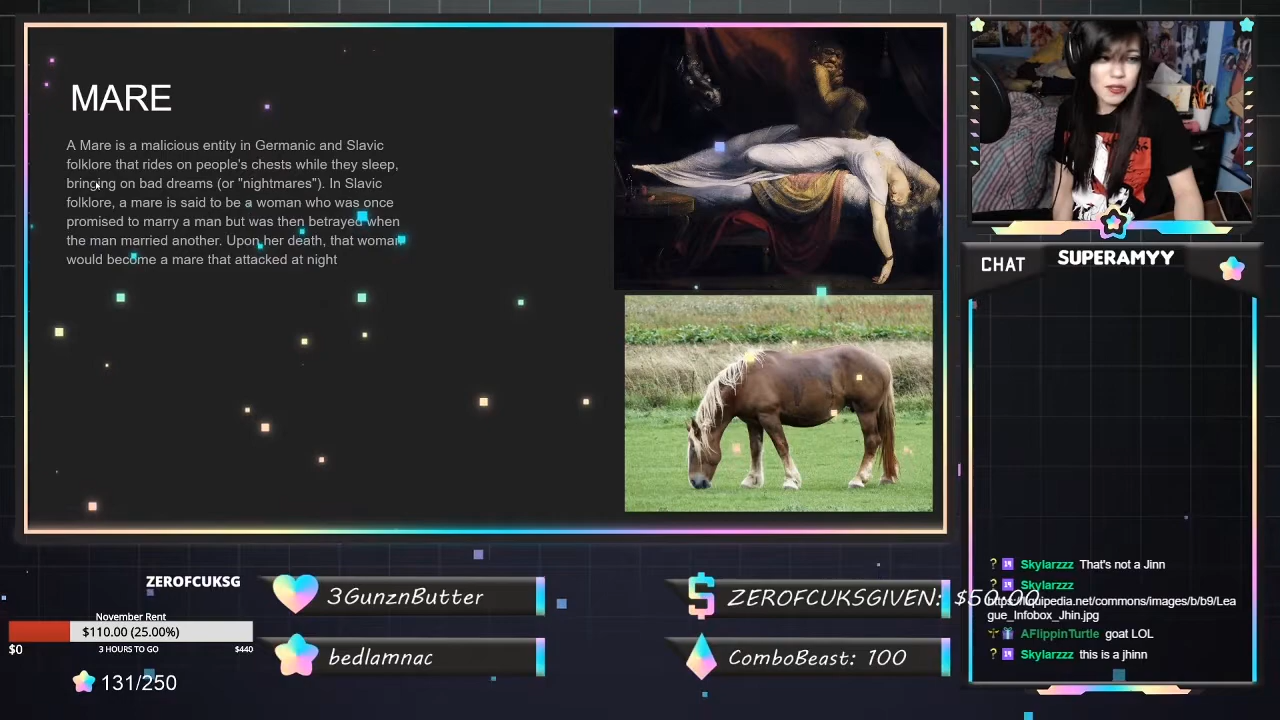 MARE
A Mare is a malicious entity in Germanic and Slavic
folklore that rides on people's chests while they sleep,
bringing on bad dreams (or "nightmares"). In Slavic
folklore, a mare is said to be a woman who was once
promised to marry a man but was then betrayed when
the man married another. Upon her death, that woman
would become a mare that attacked at night
CHAT
SUPERAMYY
? 19 Skylarzzz That's not a Jinn
? 19 Skylarzzz
https://liquipedia.net/commons/images/b/b9/Lea
gue_Infobox_Jhin.jpg
AFlippinTurtle goat LOL
? 19 Skylarzzz this is a jhinn
ZEROFCUKSG
November Rent
$110.00 (25.00%)
$0
3 HOURS TO GO
$440
131/250
3GunznButter
bedlamnac
$ ZEROFCUKSGIVEN: $50.00
ComboBeast: 100